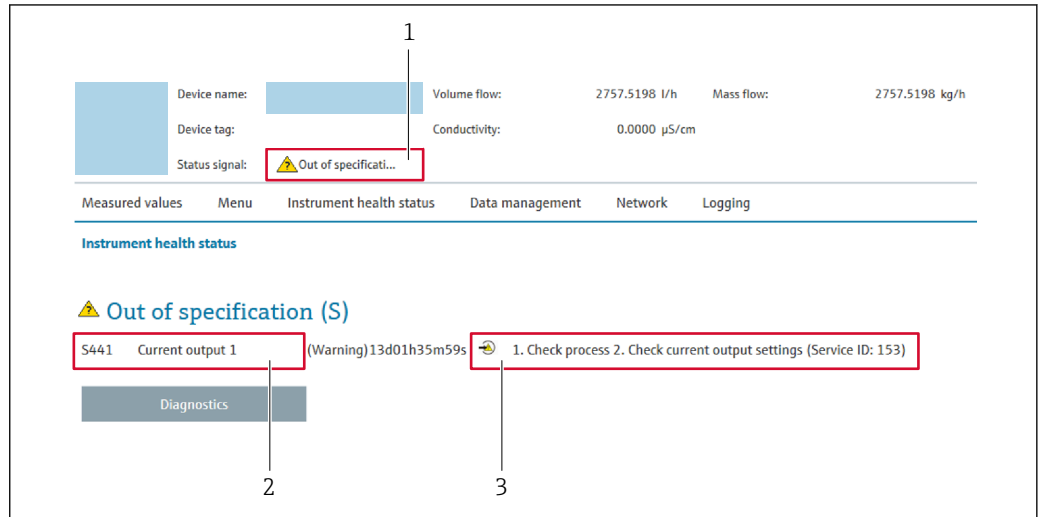 1
Device name: Volume flow: 2757.5198 l/h Mass flow: 2757.5198 kg/h
Device tag: Conductivity: 0.0000 µS/cm
Status signal: Out of specificati...
Measured values Menu Instrument health status Data management Network Logging
Instrument health status
Out of specification (S)
S441 Current output 1 (Warning)13d01h35m59s 1. Check process 2. Check current output settings (Service ID: 153)
Diagnostics
2 3